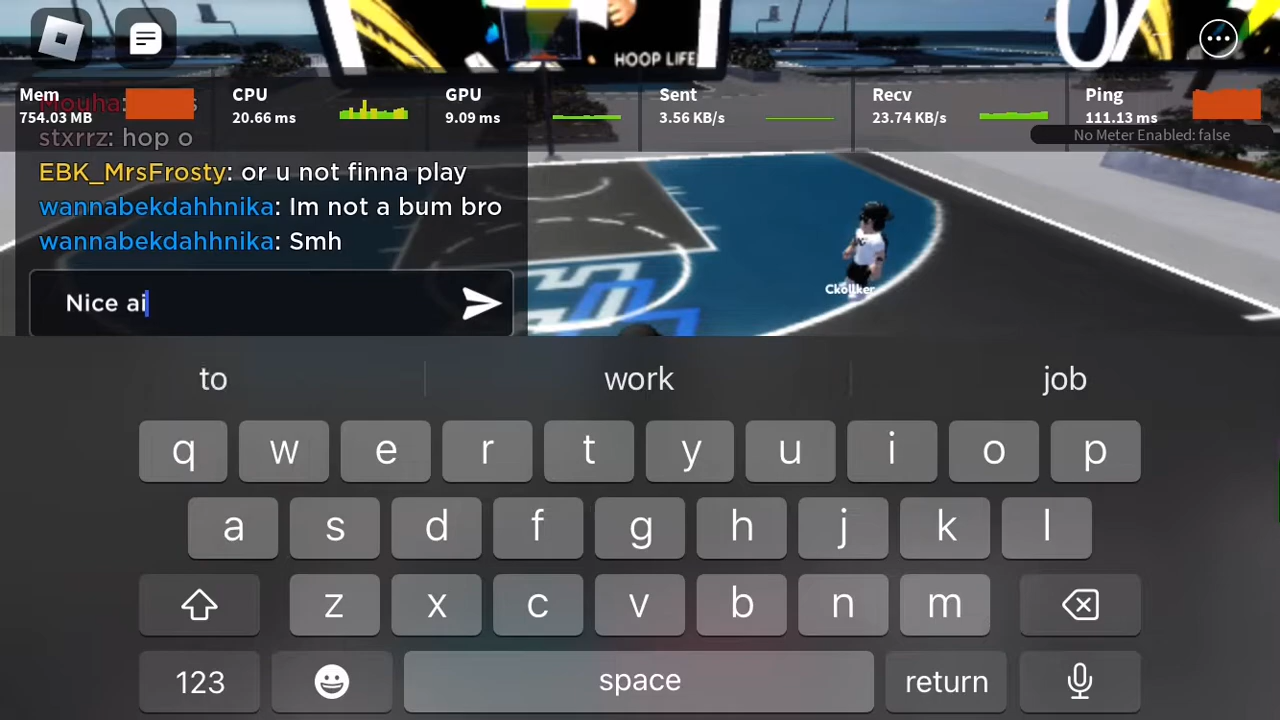 HOOP LIFE
07
Mem
754.03 MB
CPU
20.66 ms
GPU
9.09 ms
Sent
3.56 KB/s
Recv
23.74 KB/s
Ping
111.13 ms
No Meter Enabled: false
Mouha:
stxrrz: hop o
EBK_MrsFrosty: or u not finna play
wannabekdahhnika: Im not a bum bro
wannabekdahhnika: Smh
Nice ai
Ckollker
to work job
q w e r t y u i o p
a s d f g h j k l
z x c v b n m
123 space return